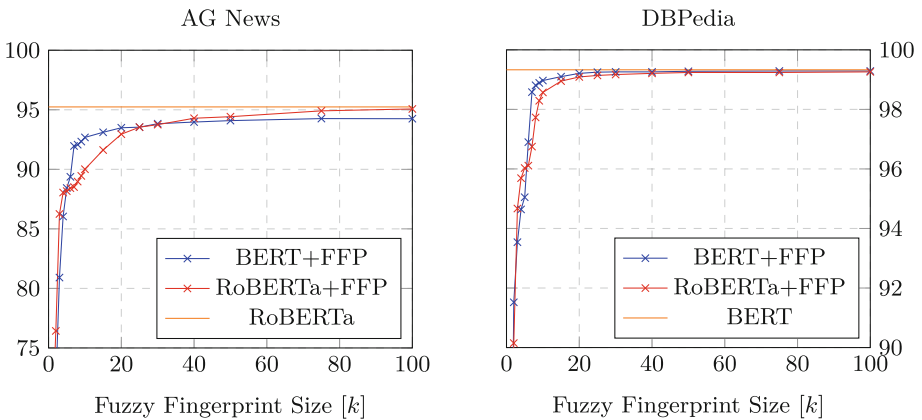 AG News
100
95
90
85
80
75
0
20
40
60
80
100
BERT+FFP
RoBERTa+FFP
RoBERTa
Fuzzy Fingerprint Size [k]
DBPedia
100
98
96
94
92
90
0
20
40
60
80
100
BERT+FFP
RoBERTa+FFP
BERT
Fuzzy Fingerprint Size [k]